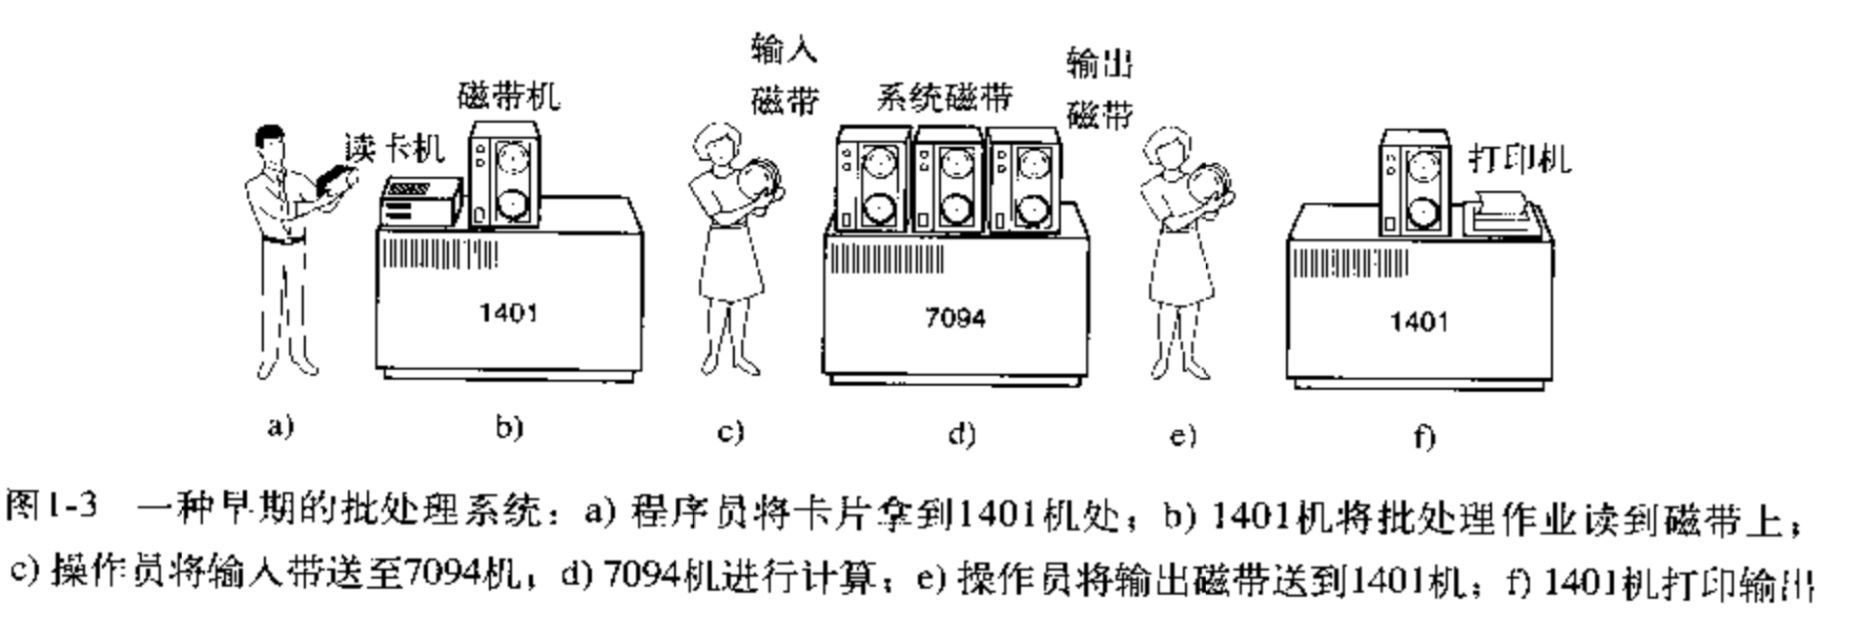 输入
磁带
输出
磁带
磁带机
系统磁带
读卡机
打印机
1401
7094
1401
a)
b)
c)
d)
e)
f)
图1-3 一种早期的批处理系统：a) 程序员将卡片拿到1401机处；b) 1401机将批处理作业读到磁带上；
c) 操作员将输入带送至7094机；d) 7094机进行计算；e) 操作员将输出磁带送到1401机；f) 1401机打印输出